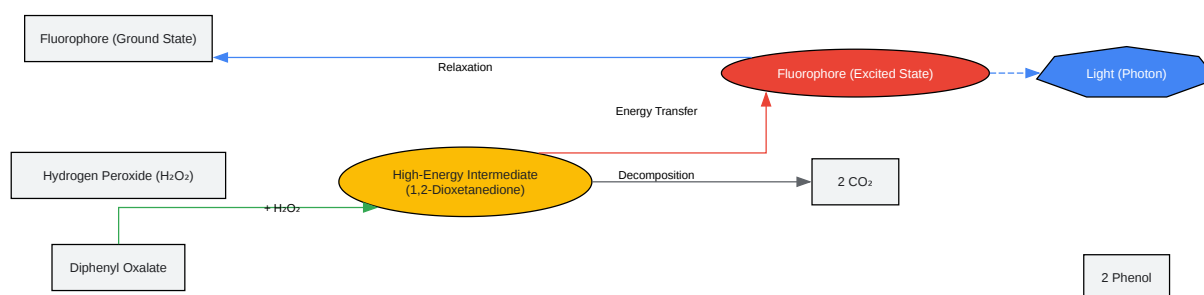 Fluorophore (Ground State)
Relaxation
Fluorophore (Excited State)
Light (Photon)
Energy Transfer
Hydrogen Peroxide (H₂O₂)
High-Energy Intermediate
(1,2-Dioxetanedione)
Decomposition
2 CO₂
+ H₂O₂
Diphenyl Oxalate
2 Phenol